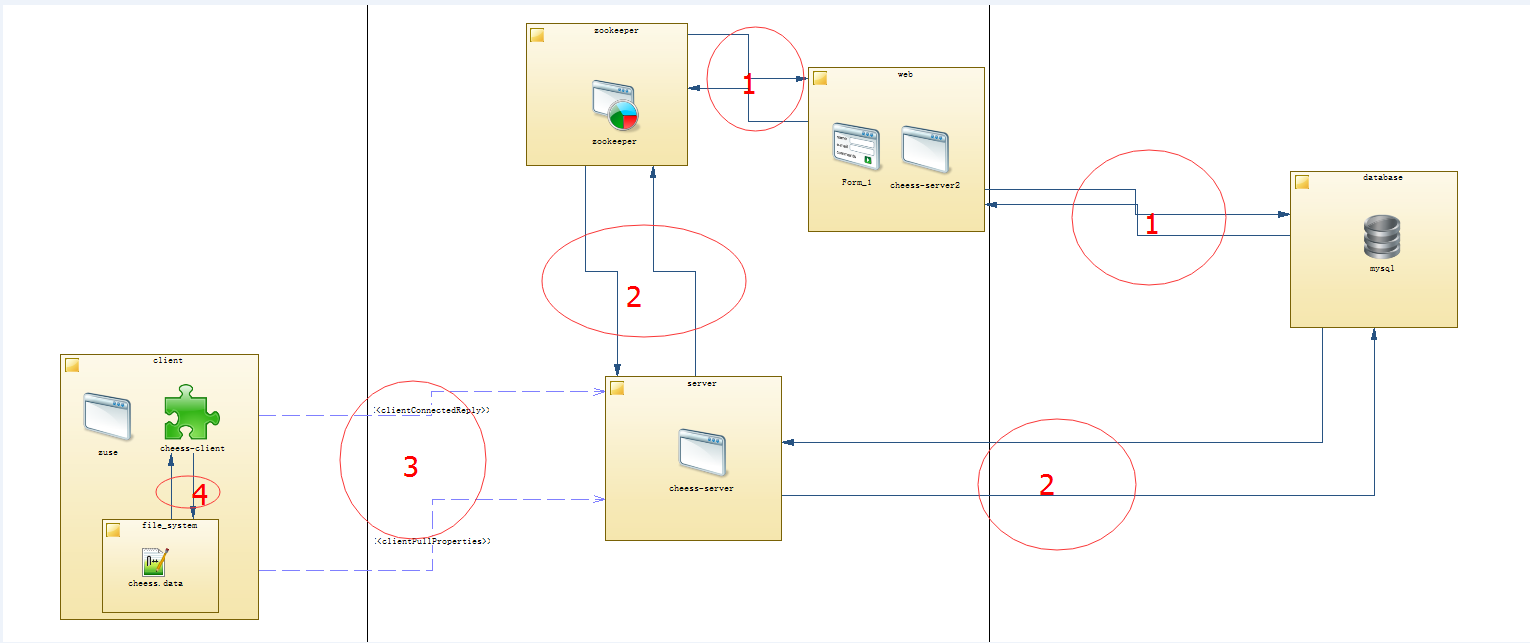 zookeeper
zookeeper
1
web
Form_1
cheess-server2
database
mysql
1
2
client
zuse
cheess-client
4
file_system
cheess.data
<<clientConnectedReply>>
3
<<clientPullProperties>>
server
cheess-server
2